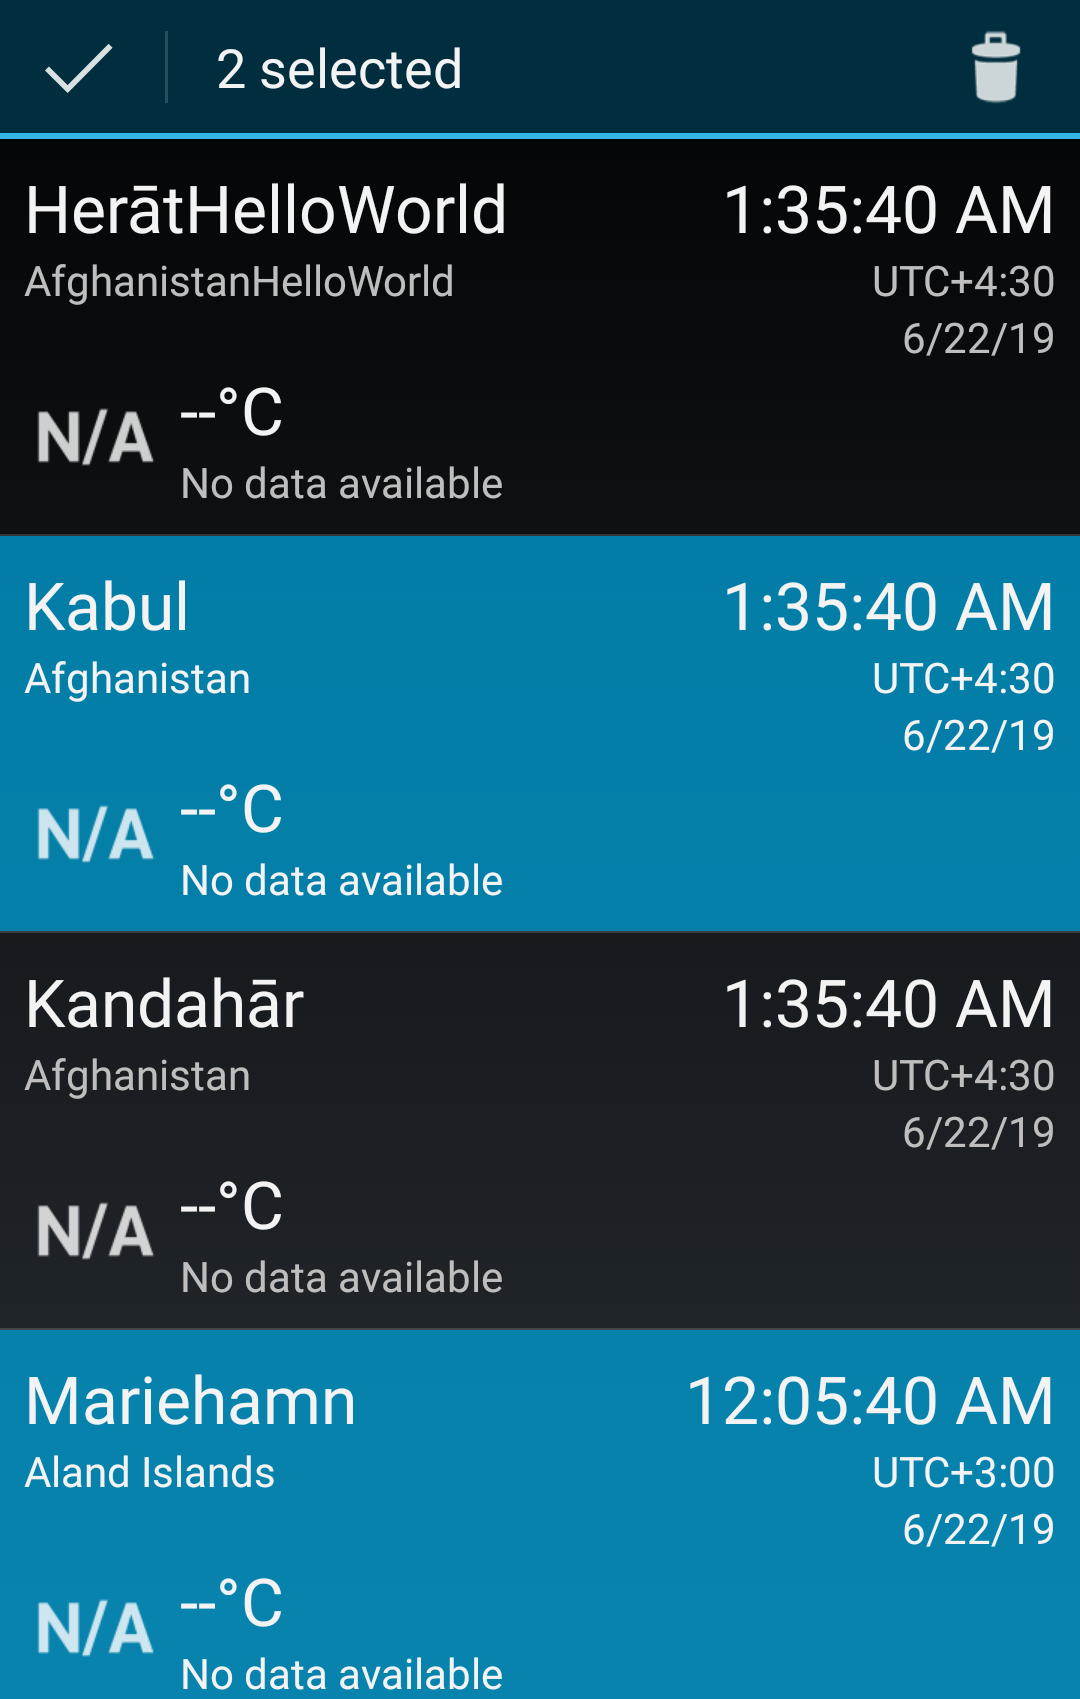 2 selected
HerātHelloWorld 1:35:40 AM
AfghanistanHelloWorld UTC+4:30
6/22/19
N/A --°C
No data available
Kabul 1:35:40 AM
Afghanistan UTC+4:30
6/22/19
N/A --°C
No data available
Kandahār 1:35:40 AM
Afghanistan UTC+4:30
6/22/19
N/A --°C
No data available
Mariehamn 12:05:40 AM
Aland Islands UTC+3:00
6/22/19
N/A --°C
No data available